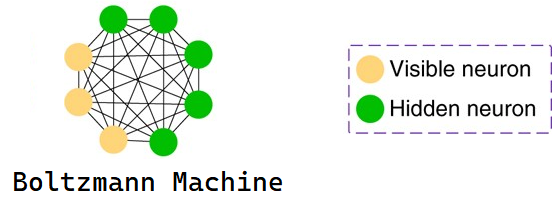 Visible neuron
Hidden neuron
Boltzmann Machine